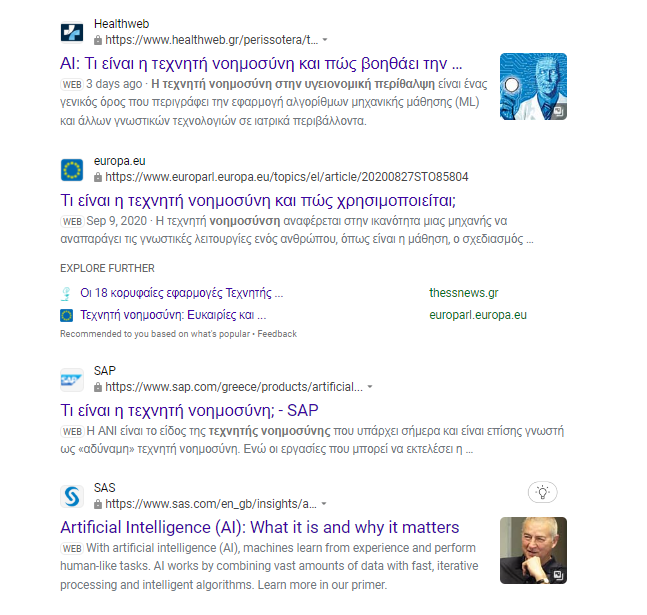 Healthweb
https://www.healthweb.gr/perissotera/t...
AI: Τι είναι η τεχνητή νοημοσύνη και πώς βοηθάει την ...
WEB 3 days ago · Η τεχνητή νοημοσύνη στην υγειονομική περίθαλψη είναι ένας
γενικός όρος που περιγράφει την εφαρμογή αλγορίθμων μηχανικής μάθησης (ML)
και άλλων γνωστικών τεχνολογιών σε ιατρικά περιβάλλοντα.
europa.eu
https://www.europarl.europa.eu/topics/el/article/20200827STO85804
Τι είναι η τεχνητή νοημοσύνη και πώς χρησιμοποιείται;
WEB Sep 9, 2020 · Η τεχνητή νοημοσύνση αναφέρεται στην ικανότητα μιας μηχανής να
αναπαράγει τις γνωστικές λειτουργίες ενός ανθρώπου, όπως είναι η μάθηση, ο σχεδιασμός ...
EXPLORE FURTHER
Οι 18 κορυφαίες εφαρμογές Τεχνητής ... thessnews.gr
Τεχνητή νοημοσύνη: Ευκαιρίες και ... europarl.europa.eu
Recommended to you based on what's popular • Feedback
SAP
SAP
https://www.sap.com/greece/products/artificial...
Τι είναι η τεχνητή νοημοσύνη; - SAP
WEB Η ANI είναι το είδος της τεχνητής νοημοσύνης που υπάρχει σήμερα και είναι επίσης γνωστή
ως «αδύναμη» τεχνητή νοημοσύνη. Ενώ οι εργασίες που μπορεί να εκτελέσει η ...
SAS
https://www.sas.com/en_gb/insights/a...
Artificial Intelligence (AI): What it is and why it matters
WEB With artificial intelligence (AI), machines learn from experience and perform
human-like tasks. AI works by combining vast amounts of data with fast, iterative
processing and intelligent algorithms. Learn more in our primer.